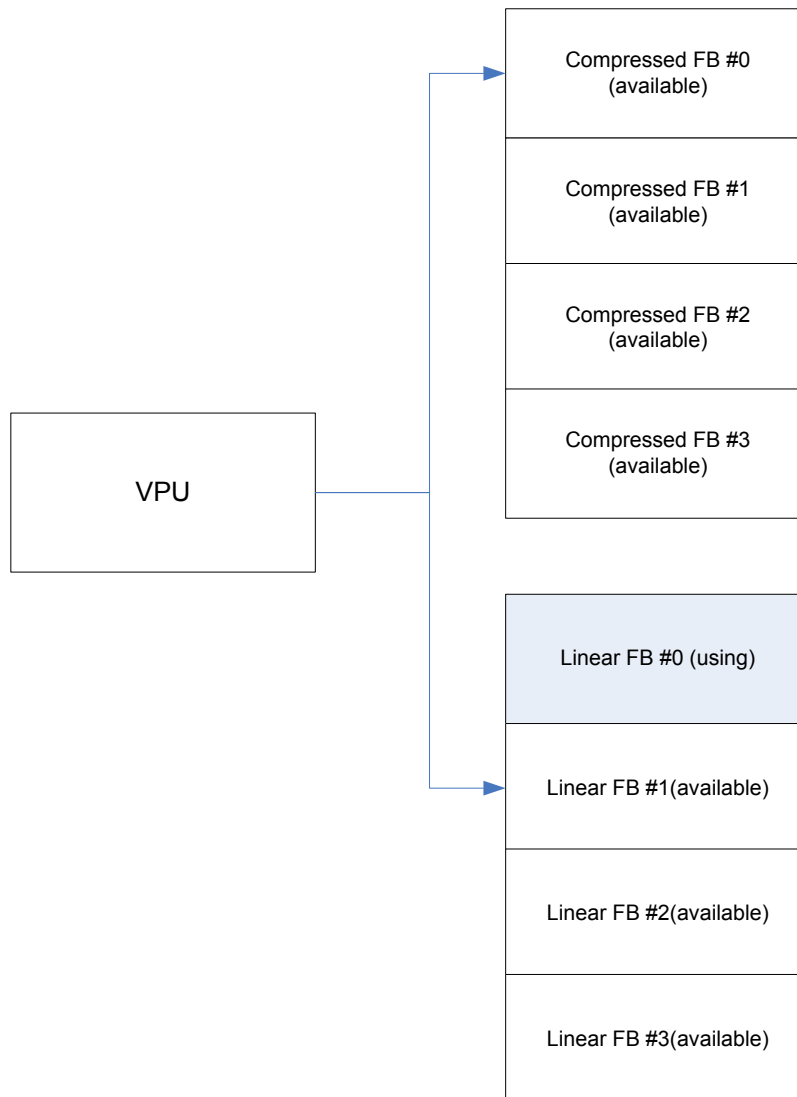 Compressed FB #0
(available)
Compressed FB #1
(available)
Compressed FB #2
(available)
Compressed FB #3
(available)
VPU
Linear FB #0 (using)
Linear FB #1(available)
Linear FB #2(available)
Linear FB #3(available)